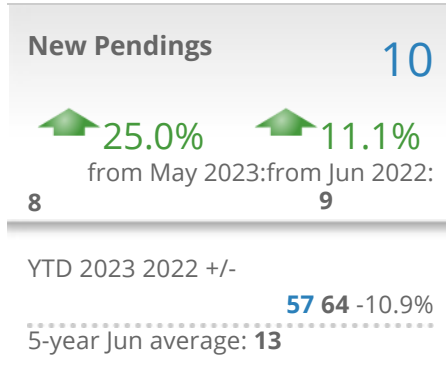 New Pendings 10
25.0% 11.1%
from May 2023:from Jun 2022:
8 9
YTD 2023 2022 +/-
57 64 -10.9%
5-year Jun average: 13